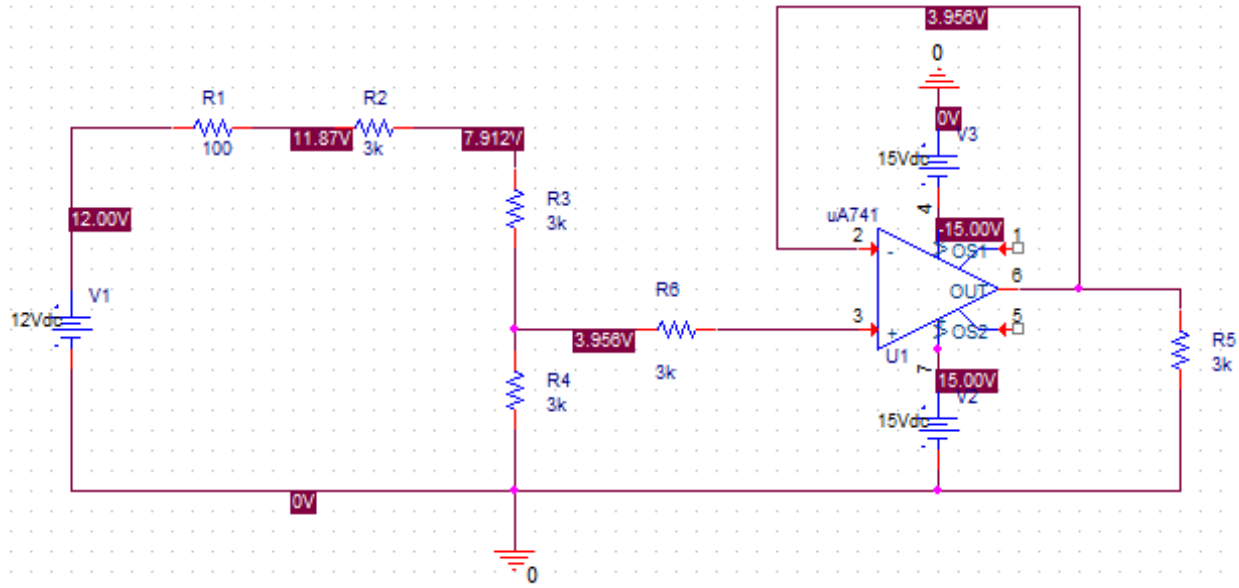 3.956V
0
R1
R2
0V
V3
11.87V
7.912V
100
3k
15Vdc
R3
3k
uA741
4
-15.00V
12.00V
2
-
OS1
1
6
V1
R6
OUT
12Vdc
3
+
OS2
5
3.956V
U1
R5
3k
3k
7
R4
3k
15.00V
V2
15Vdc
0V
0